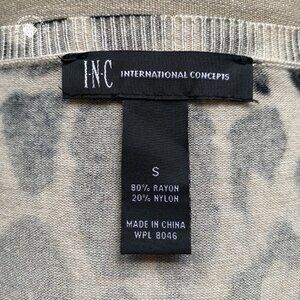 I·N·C INTERNATIONAL CONCEPTS
S
80% RAYON
20% NYLON
MADE IN CHINA
WPL 8046